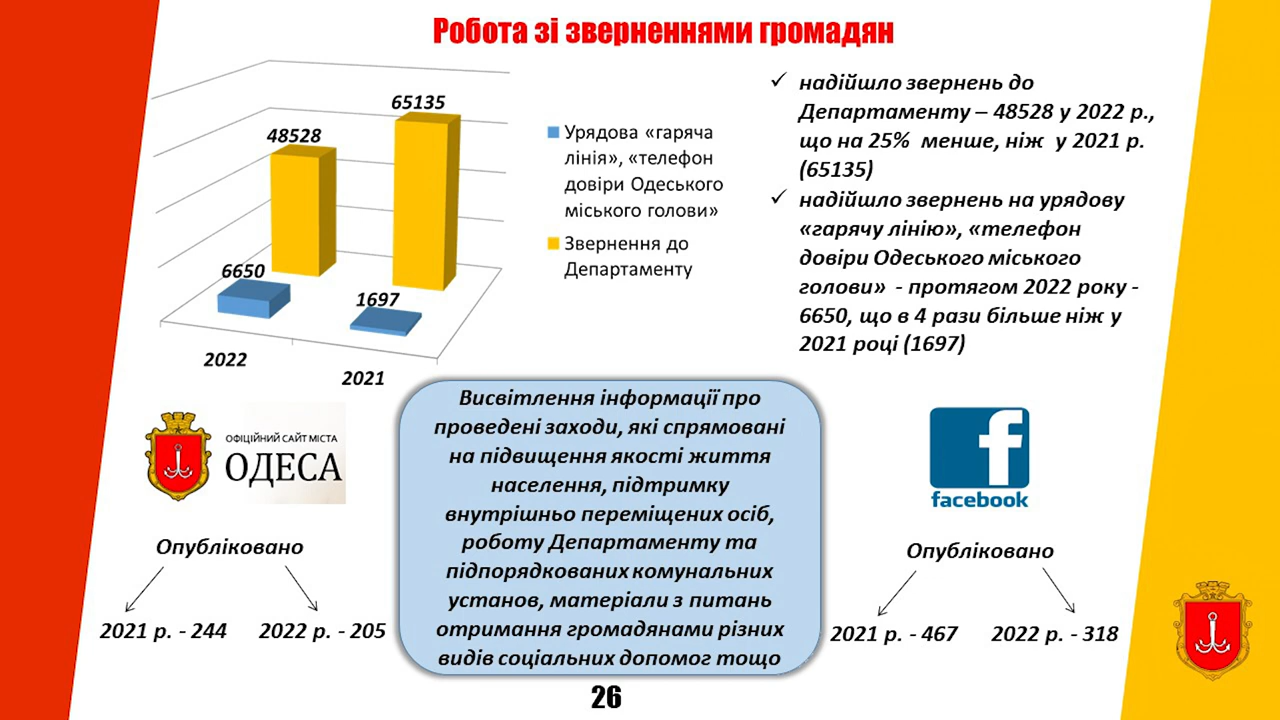 Робота зі зверненнями громадян
65135
48528
6650
1697
2022
2021
Урядова «гаряча
лінія», «телефон
довіри Одеського
міського голови»
Звернення до
Департаменту
надійшло звернень до
Департаменту – 48528 у 2022 р.,
що на 25% менше, ніж у 2021 р.
(65135)
надійшло звернень на урядову
«гарячу лінію», «телефон
довіри Одеського міського
голови» - протягом 2022 року -
6650, що в 4 рази більше ніж у
2021 році (1697)
ОФІЦІЙНИЙ САЙТ МІСТА
ОДЕСА
Опубліковано
2021 р. - 244
2022 р. - 205
Висвітлення інформації про
проведені заходи, які спрямовані
на підвищення якості життя
населення, підтримку
внутрішньо переміщених осіб,
роботу Департаменту та
підпорядкованих комунальних
установ, матеріали з питань
отримання громадянами різних
видів соціальних допомог тощо
facebook
Опубліковано
2021 р. - 467
2022 р. - 318
26